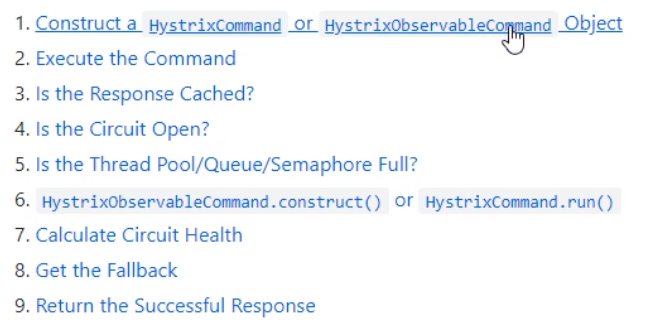 1. Construct a HystrixCommand or HystrixObservableCommand Object
2. Execute the Command
3. Is the Response Cached?
4. Is the Circuit Open?
5. Is the Thread Pool/Queue/Semaphore Full?
6. HystrixObservableCommand.construct() or HystrixCommand.run()
7. Calculate Circuit Health
8. Get the Fallback
9. Return the Successful Response